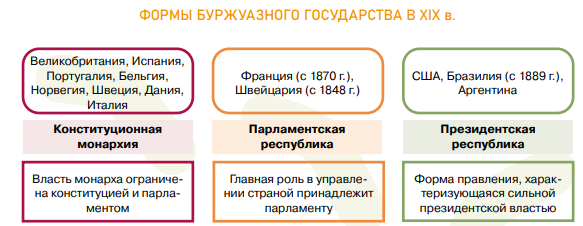 ФОРМЫ БУРЖУАЗНОГО ГОСУДАРСТВА В XIX в.
Великобритания, Испания,
Португалия, Бельгия,
Норвегия, Швеция, Дания,
Италия
Конституционная
монархия
Власть монарха ограниче-
на конституцией и парла-
ментом
Франция (с 1870 г.),
Швейцария (с 1848 г.)
Парламентская
республика
Главная роль в управле-
нии страной принадлежит
парламенту
США, Бразилия (с 1889 г.),
Аргентина
Президентская
республика
Форма правления, харак-
теризующаяся сильной
президентской властью